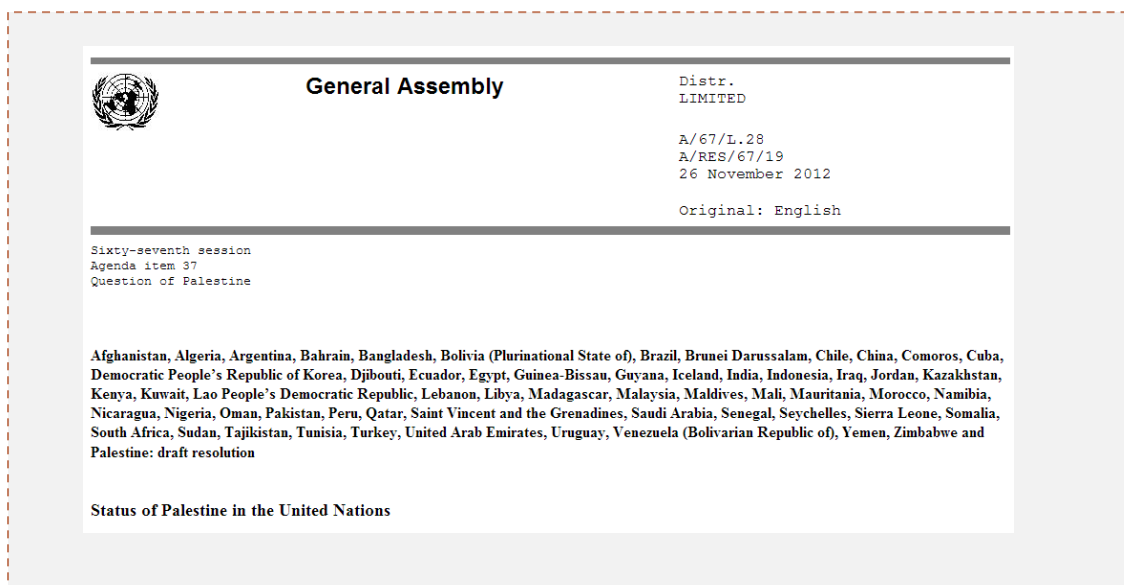 General Assembly
Distr.
LIMITED
A/67/L.28
A/RES/67/19
26 November 2012
Original: English
Sixty-seventh session
Agenda item 37
Question of Palestine
Afghanistan, Algeria, Argentina, Bahrain, Bangladesh, Bolivia (Plurinational State of), Brazil, Brunei Darussalam, Chile, China, Comoros, Cuba,
Democratic People's Republic of Korea, Djibouti, Ecuador, Egypt, Guinea-Bissau, Guyana, Iceland, India, Indonesia, Iraq, Jordan, Kazakhstan,
Kenya, Kuwait, Lao People's Democratic Republic, Lebanon, Libya, Madagascar, Malaysia, Maldives, Mali, Mauritania, Morocco, Namibia,
Nicaragua, Nigeria, Oman, Pakistan, Peru, Qatar, Saint Vincent and the Grenadines, Saudi Arabia, Senegal, Seychelles, Sierra Leone, Somalia,
South Africa, Sudan, Tajikistan, Tunisia, Turkey, United Arab Emirates, Uruguay, Venezuela (Bolivarian Republic of), Yemen, Zimbabwe and
Palestine: draft resolution
Status of Palestine in the United Nations